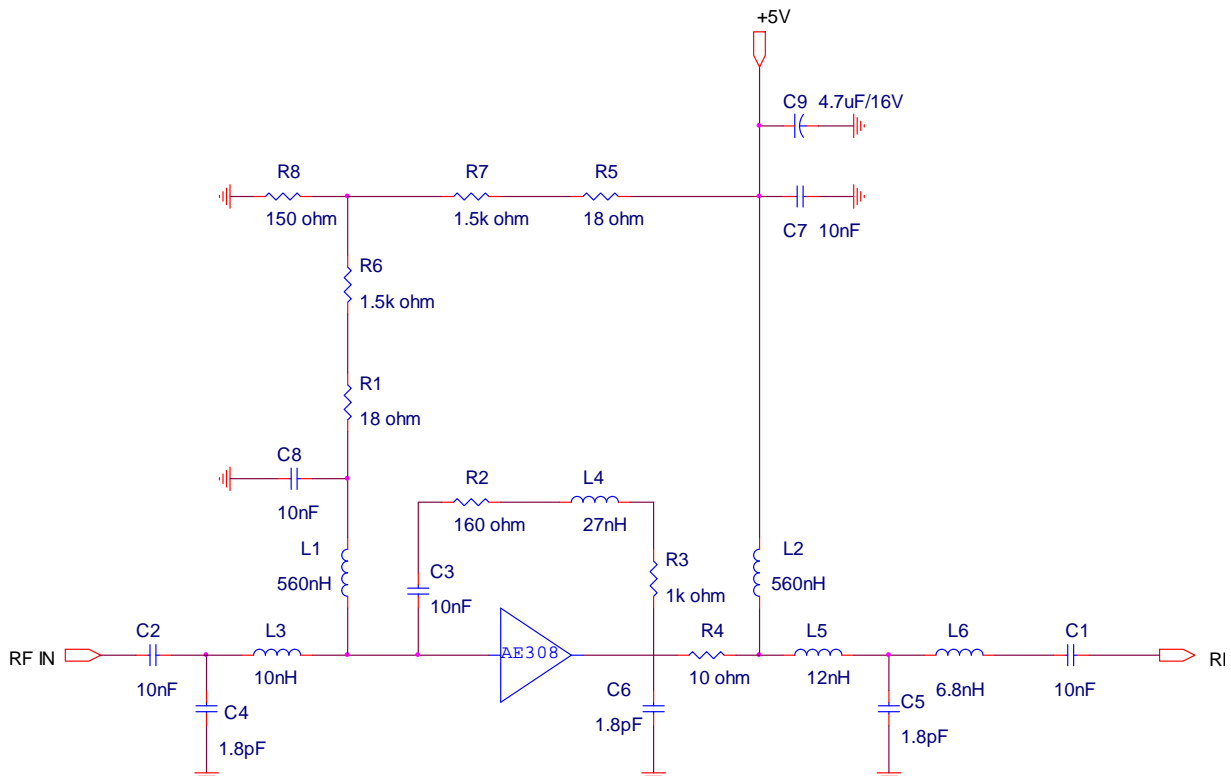 +5V
C9 4.7uF/16V
R8
R7
R5
150 ohm
1.5k ohm
18 ohm
C7 10nF
R6
1.5k ohm
R1
18 ohm
C8
10nF
R2
L4
160 ohm
27nH
L1
560nH
C3
10nF
R3
1k ohm
L2
560nH
RF IN
C2
10nF
L3
10nH
AE308
R4
10 ohm
L5
12nH
L6
6.8nH
C1
10nF
C4
1.8pF
C6
1.8pF
C5
1.8pF